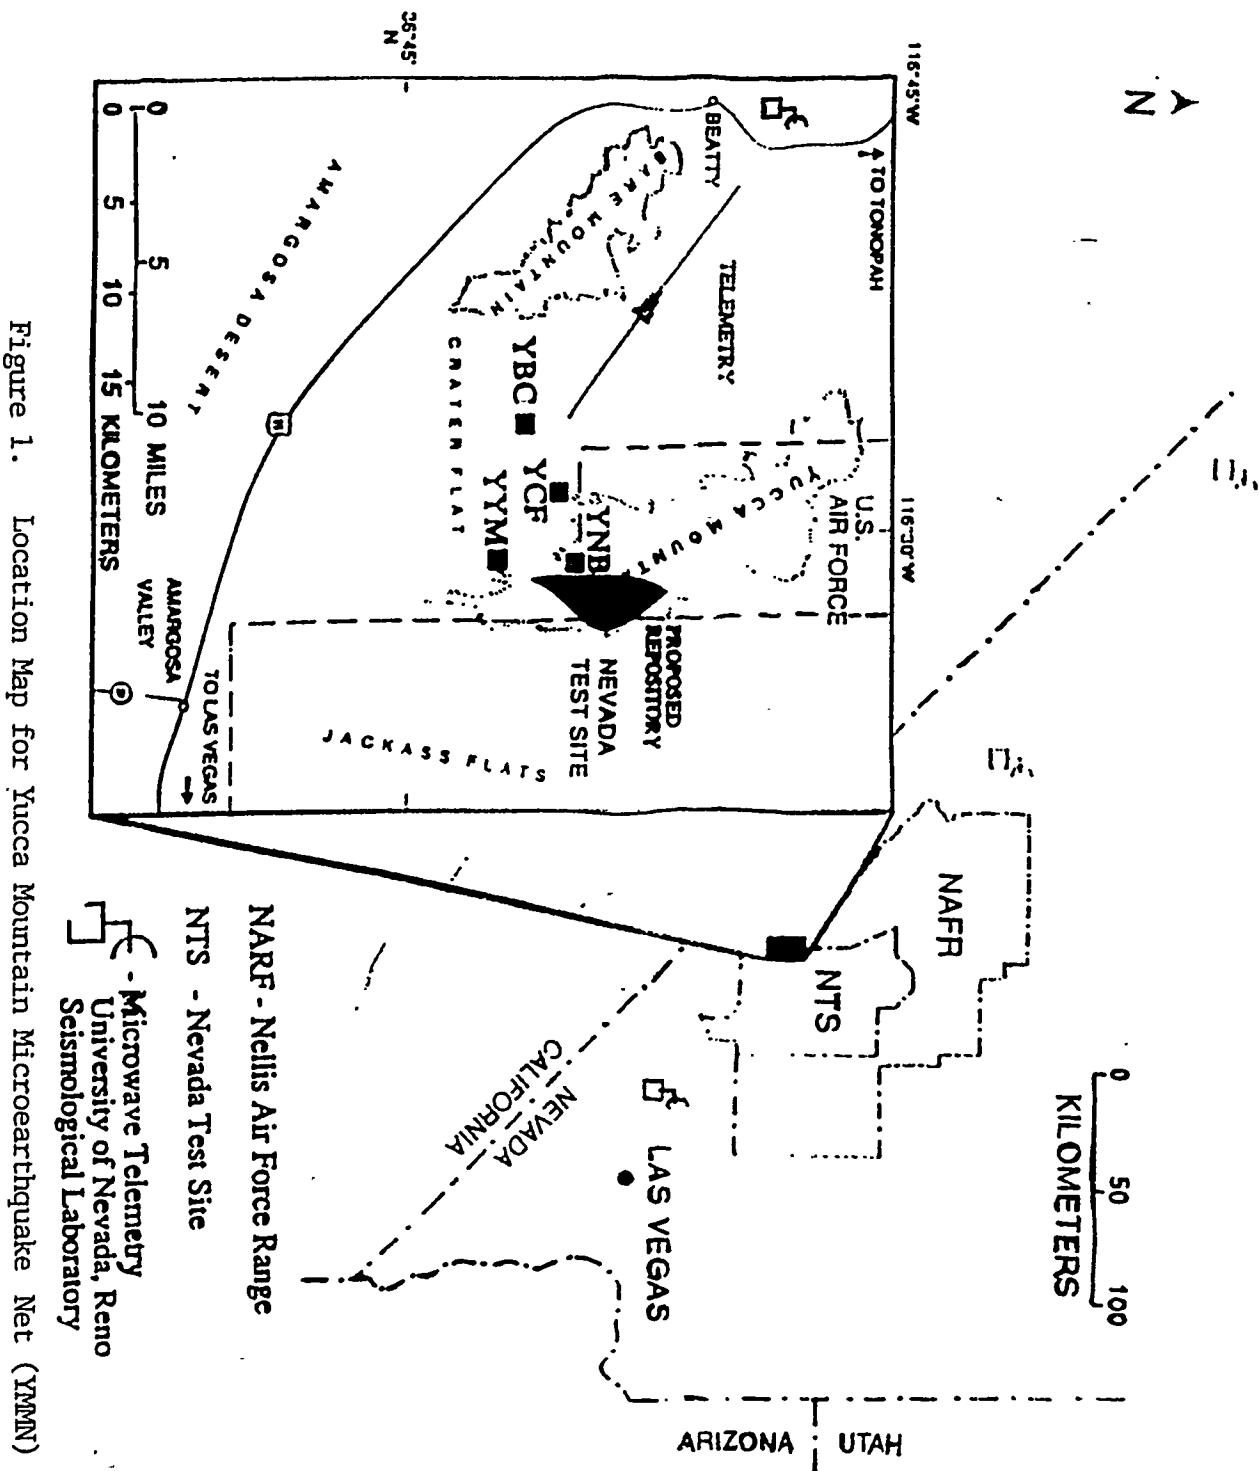 N
116°45'W
116°30'W
36°45'
N
TO TONOPAH
BEATTY
TELEMETRY
BARE MOUNTAIN
U.S.
AIR FORCE
YUCCA MOUNT
YBC
YCF
YNB
YYM
CRATER FLAT
PROPOSED
REPOSITORY
NEVADA
TEST SITE
AMARGOSA DESERT
JACKASS FLATS
AMARGOSA
VALLEY
TO LAS VEGAS
0 5 10 MILES
0 5 10 15 KILOMETERS
0 50 100
KILOMETERS
NAFR
NTS
LAS VEGAS
NEVADA
CALIFORNIA
UTAH
ARIZONA
NARF - Nellis Air Force Range
NTS - Nevada Test Site
- Microwave Telemetry
University of Nevada, Reno
Seismological Laboratory
Figure 1. Location Map for Yucca Mountain Microearthquake Net (YMMN)